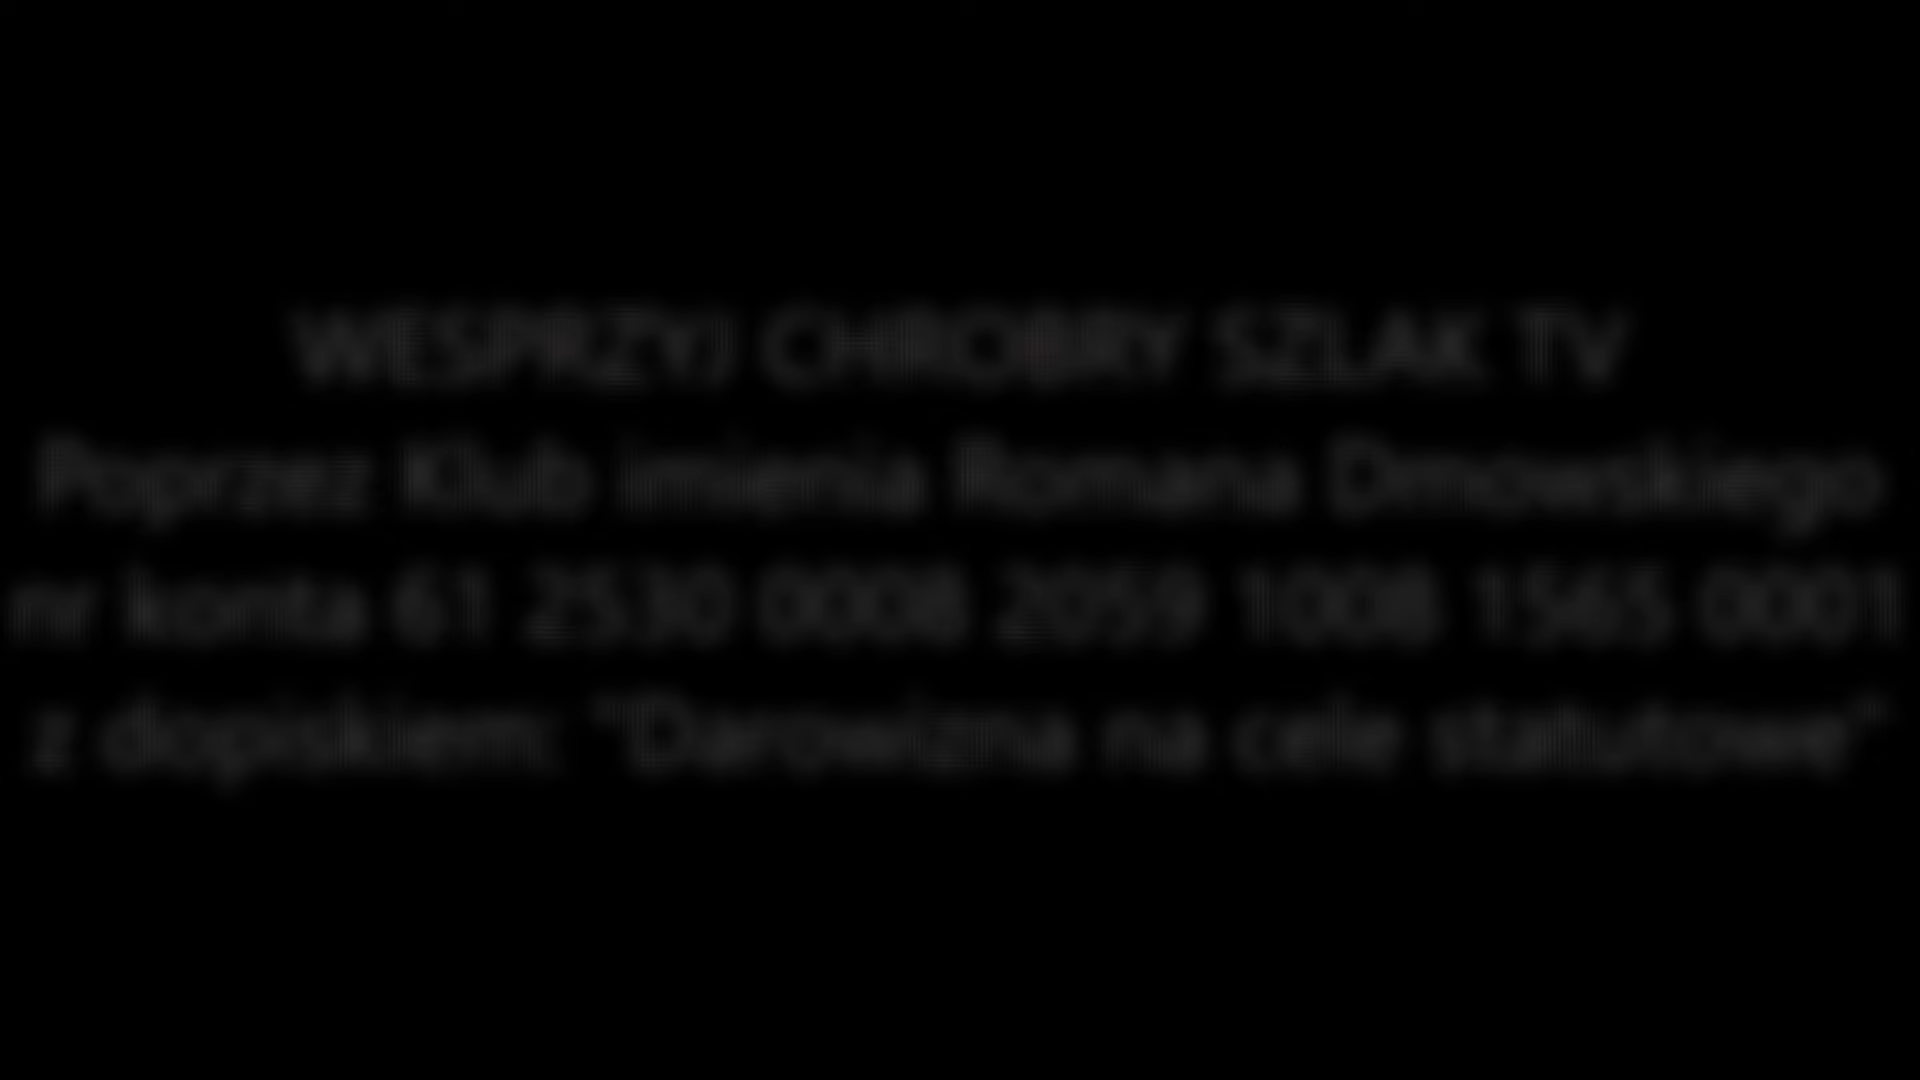 WESPRZYJ CHROBRY SZLAK TV
Poprzez Klub imienia Romana Dmowskiego
nr konta 61 2530 0008 2059 1008 1565 0001
z dopiskiem: "Darowizna na cele statutowe"